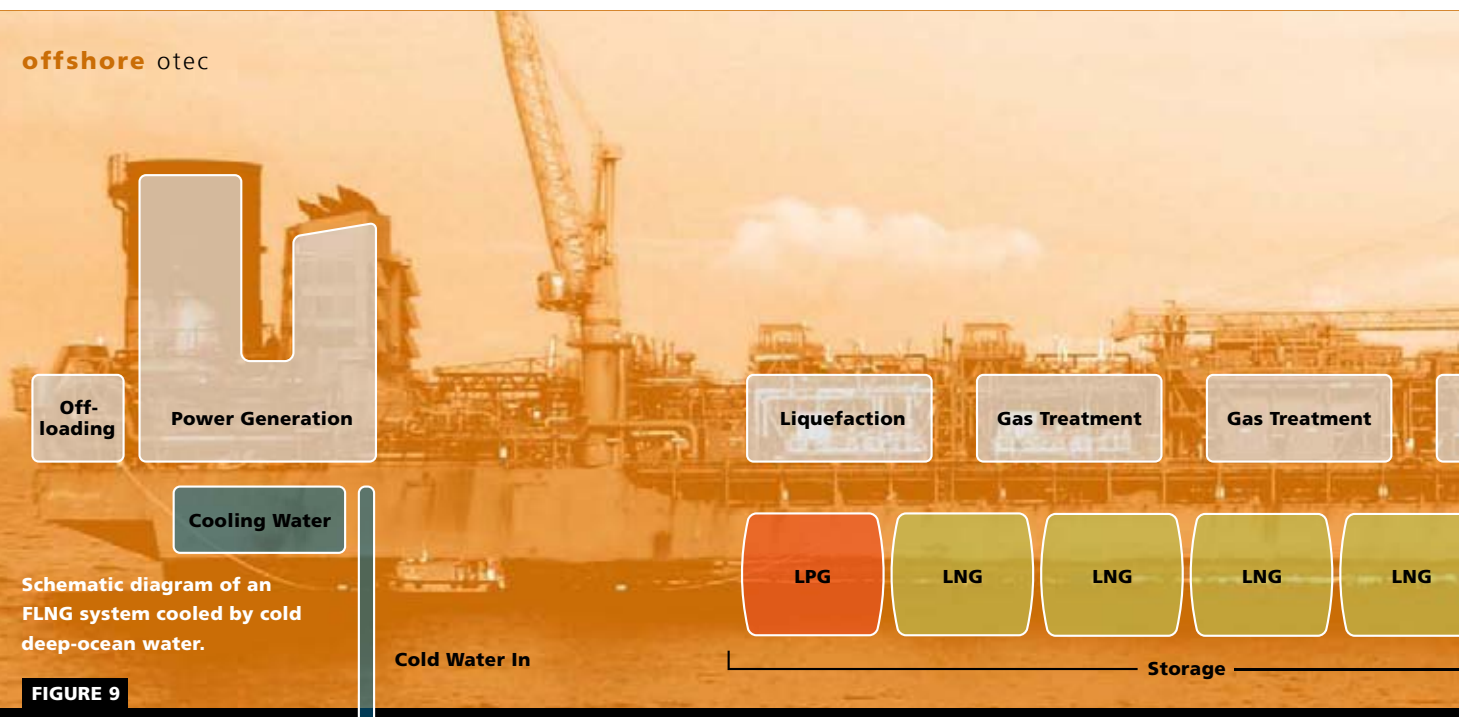 offshore otec
Off-
loading
Power Generation
Liquefaction
Gas Treatment
Gas Treatment
Cooling Water
LPG
LNG
LNG
LNG
LNG
Schematic diagram of an
FLNG system cooled by cold
deep-ocean water.
Cold Water In
Storage
FIGURE 9